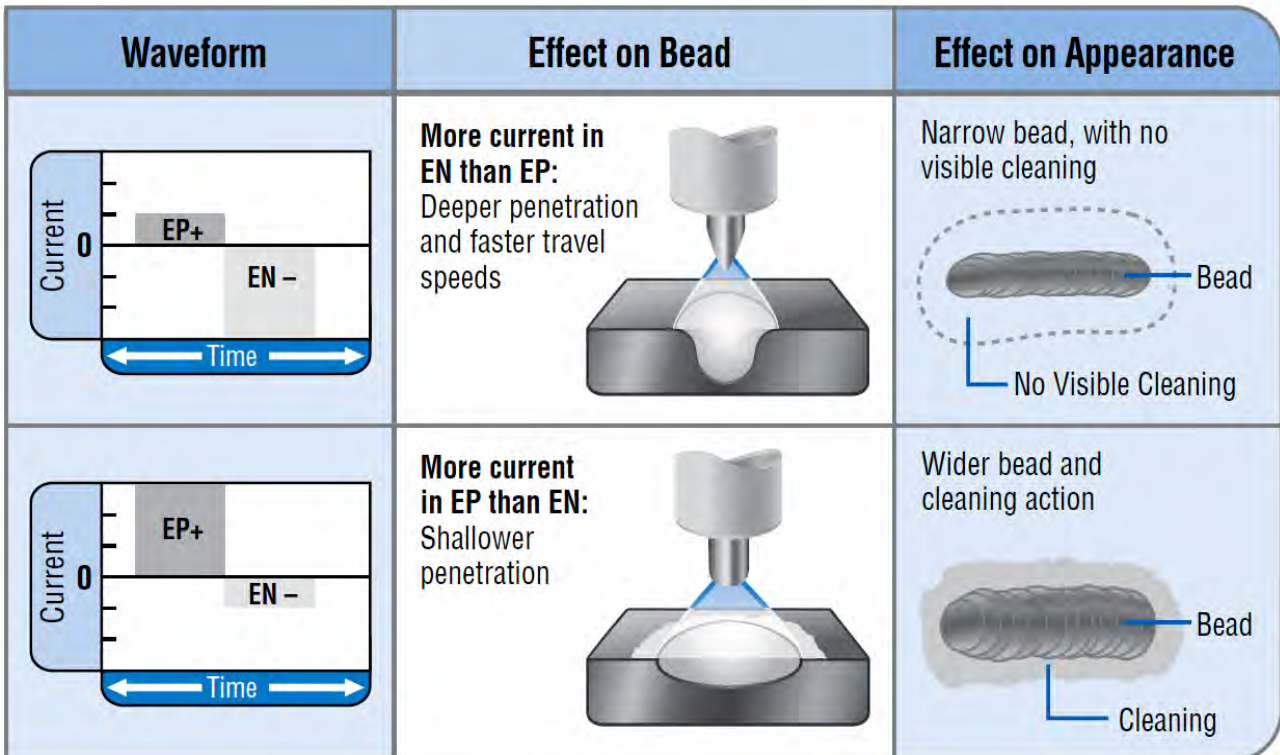 Waveform
Effect on Bead
Effect on Appearance
Current
0
EP+
EN –
Time
More current in
EN than EP:
Deeper penetration
and faster travel
speeds
Narrow bead, with no
visible cleaning
Bead
No Visible Cleaning
Current
0
EP+
EN –
Time
More current
in EP than EN:
Shallower
penetration
Wider bead and
cleaning action
Bead
Cleaning